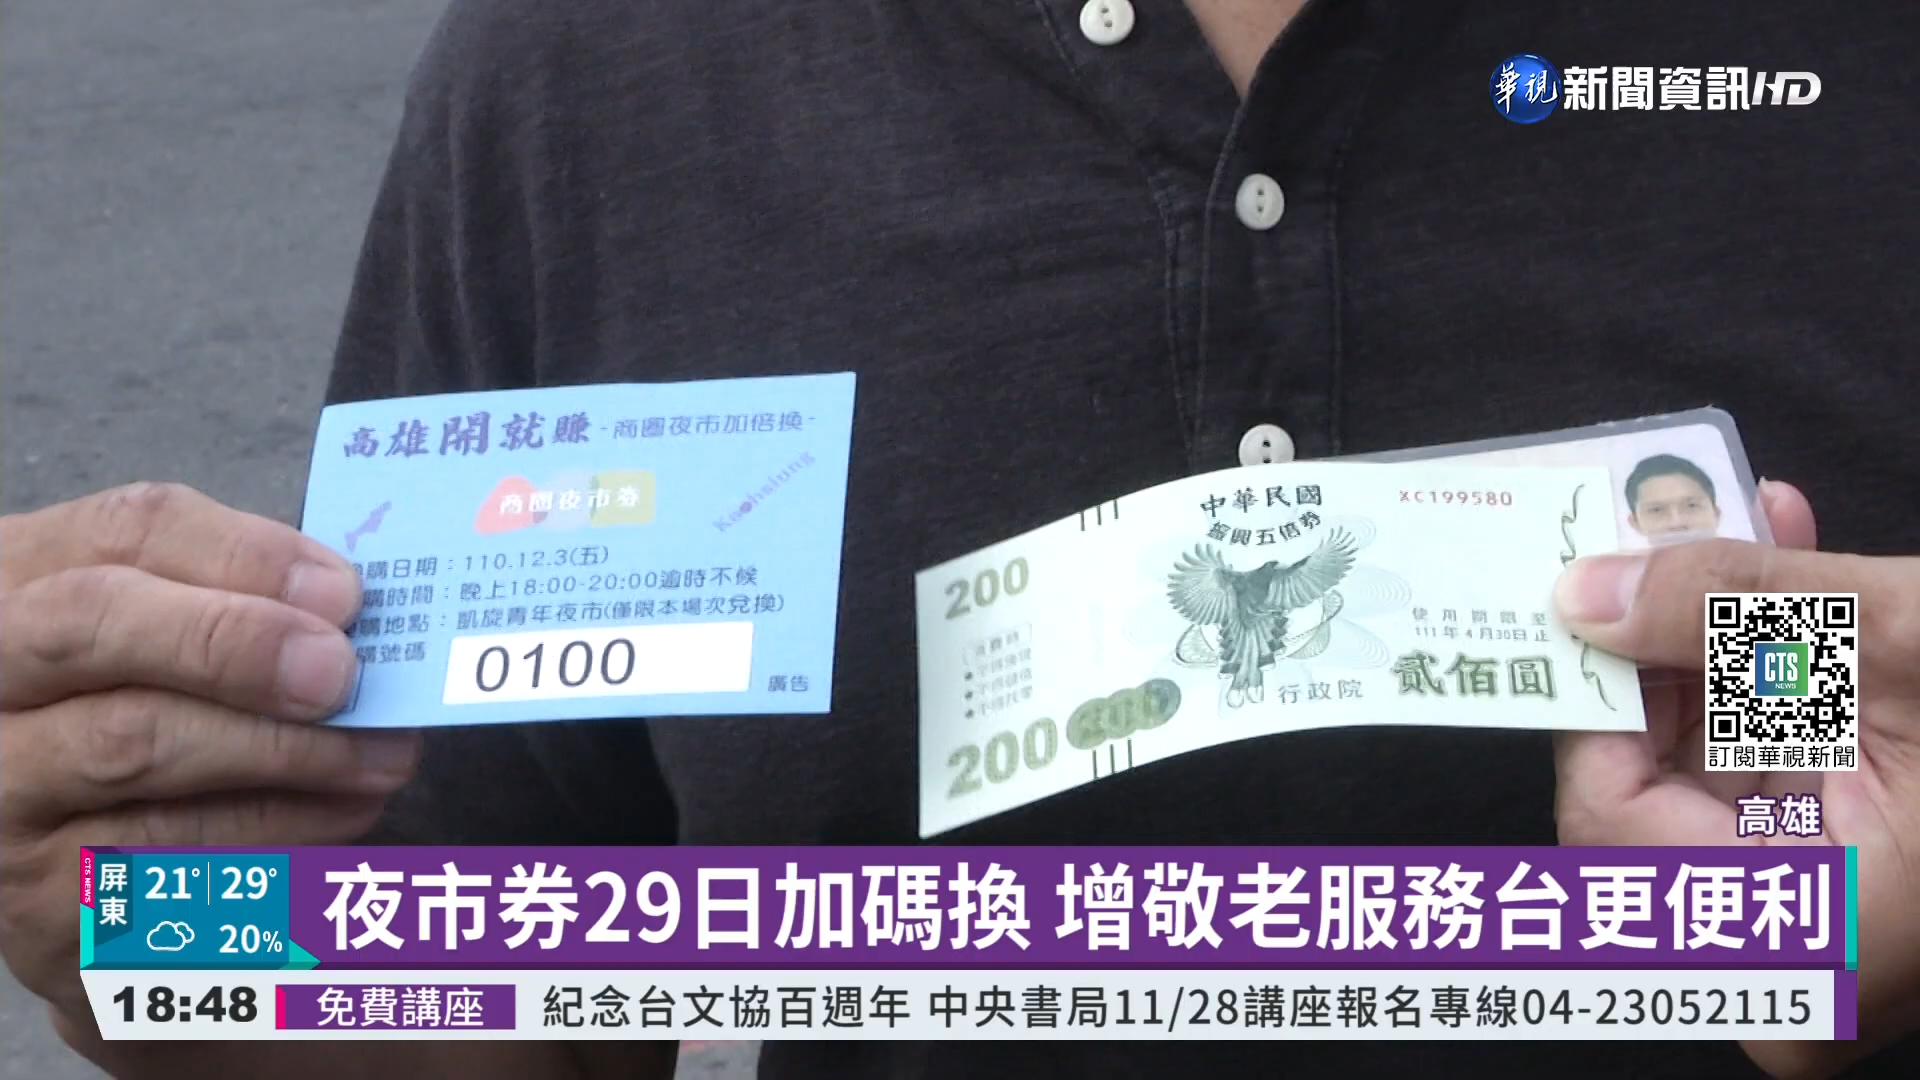 華視新聞資訊HD
高雄開就賺 -商圈夜市加倍換-
商圈夜市券
Kaohsiung
購日期：110.12.3(五)
購時間：晚上18:00-20:00逾時不候
購地點：凱旋青年夜市(僅限本場次兌換)
購號碼
0100
廣告
中華民國
振興五倍券
XC199580
200
使用期限至
111年4月30日止
貳佰圓
行政院
200
200
CTS
NEWS
訂閱華視新聞
高雄
CTS NEWS
屏東
21° 29°
20%
夜市券29日加碼換 增敬老服務台更便利
18:48 免費講座 紀念台文協百週年 中央書局11/28講座報名專線04-23052115